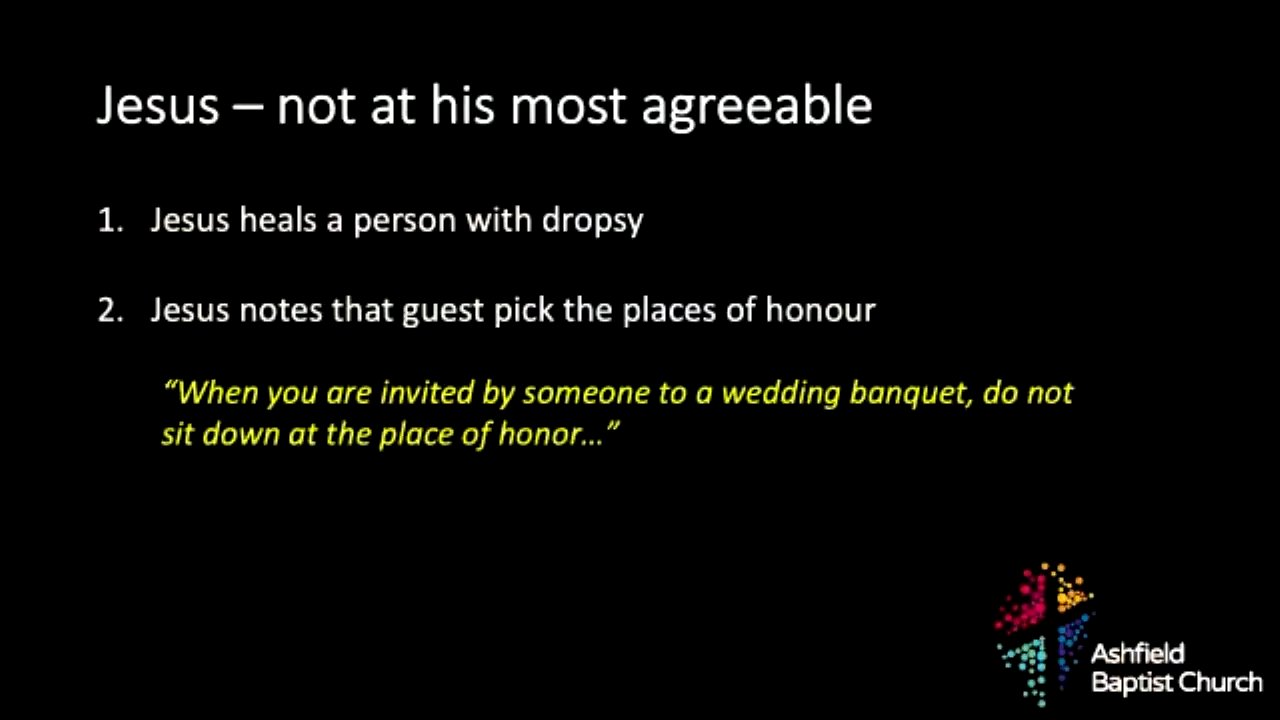 Jesus – not at his most agreeable
1. Jesus heals a person with dropsy
2. Jesus notes that guest pick the places of honour
“When you are invited by someone to a wedding banquet, do not
sit down at the place of honor…”
Ashfield
Baptist Church